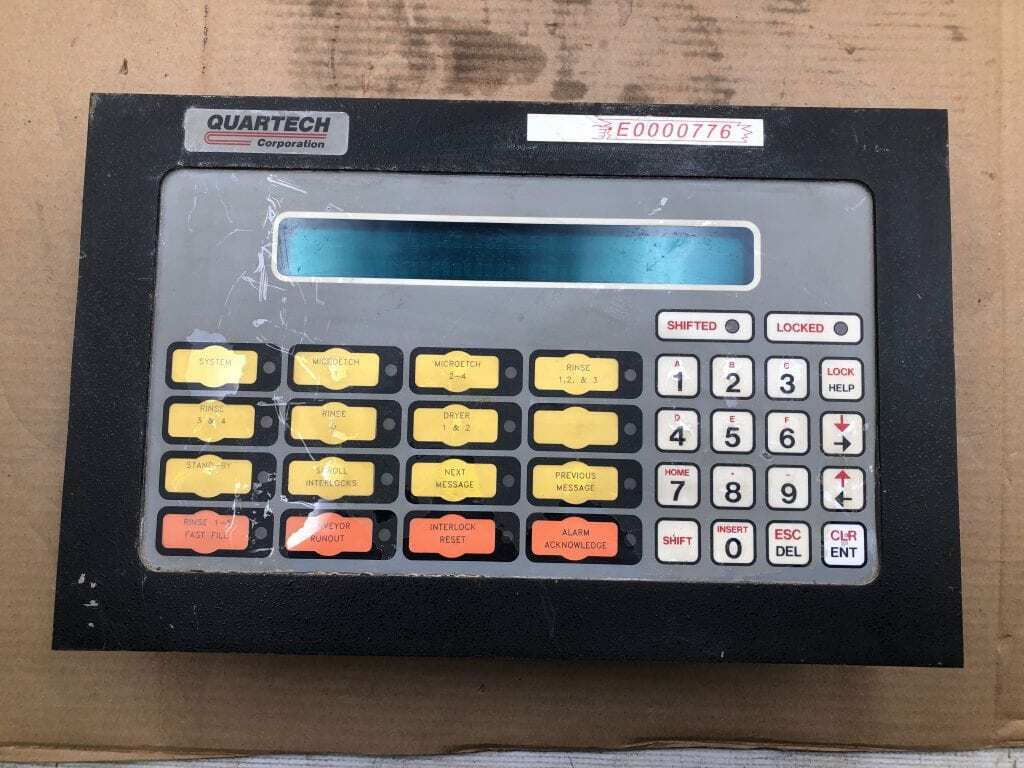 QUARTECH
Corporation
E0000776
SHIFTED
LOCKED
SYSTEM
MICROETCH
MICROETCH
2-4
RINSE
1,2, & 3
A
1
B
2
C
3
LOCK
HELP
RINSE
3 & 4
RINSE
DRYER
1 & 2
D
4
E
5
F
6
STAND-BY
SCROLL
INTERLOCKS
NEXT
MESSAGE
PREVIOUS
MESSAGE
HOME
7
-
8
.
9
RINSE 1-
FAST FILL
RUNOUT
INTERLOCK
RESET
ALARM
ACKNOWLEDGE
SHIFT
INSERT
0
ESC
DEL
CLR
ENT